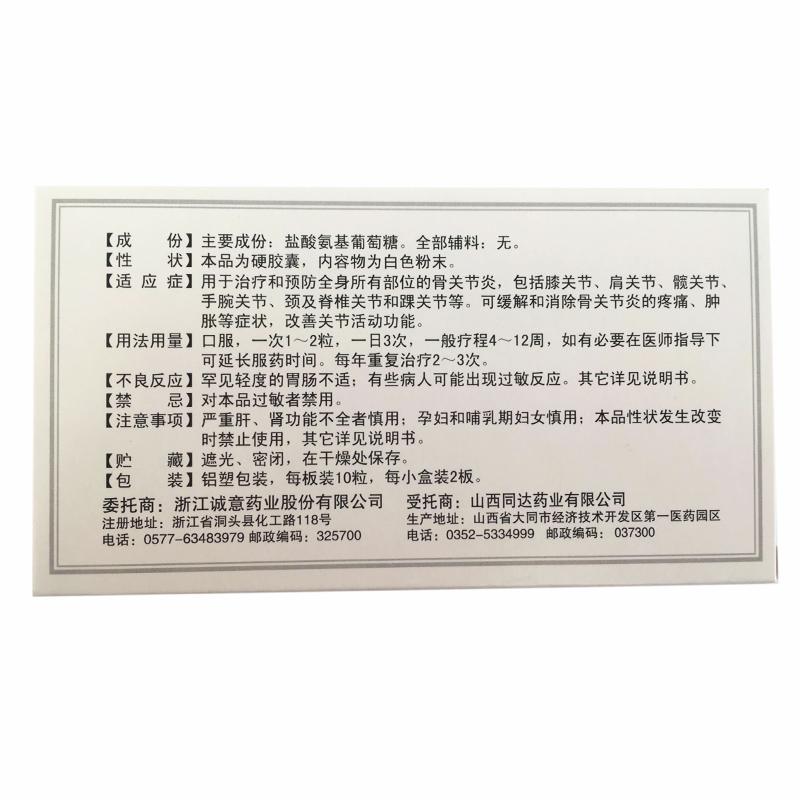 【成份】主要成份：盐酸氨基葡萄糖。全部辅料：无。
【性状】本品为硬胶囊，内容物为白色粉末。
【适应症】用于治疗和预防全身所有部位的骨关节炎，包括膝关节、肩关节、髋关节、
手腕关节、颈及脊椎关节和踝关节等。可缓解和消除骨关节炎的疼痛、肿
胀等症状，改善关节活动功能。
【用法用量】口服，一次1～2粒，一日3次，一般疗程4～12周，如有必要在医师指导下
可延长服药时间。每年重复治疗2～3次。
【不良反应】罕见轻度的胃肠不适；有些病人可能出现过敏反应。其它详见说明书。
【禁忌】对本品过敏者禁用。
【注意事项】严重肝、肾功能不全者慎用；孕妇和哺乳期妇女慎用；本品性状发生改变
时禁止使用，其它详见说明书。
【贮藏】遮光、密闭，在干燥处保存。
【包装】铝塑包装，每板装10粒，每小盒装2板。
委托商：浙江诚意药业股份有限公司
注册地址：浙江省洞头县化工路118号
电话：0577-63483979 邮政编码：325700
受托商：山西同达药业有限公司
生产地址：山西省大同市经济技术开发区第一医药园区
电话：0352-5334999 邮政编码：037300